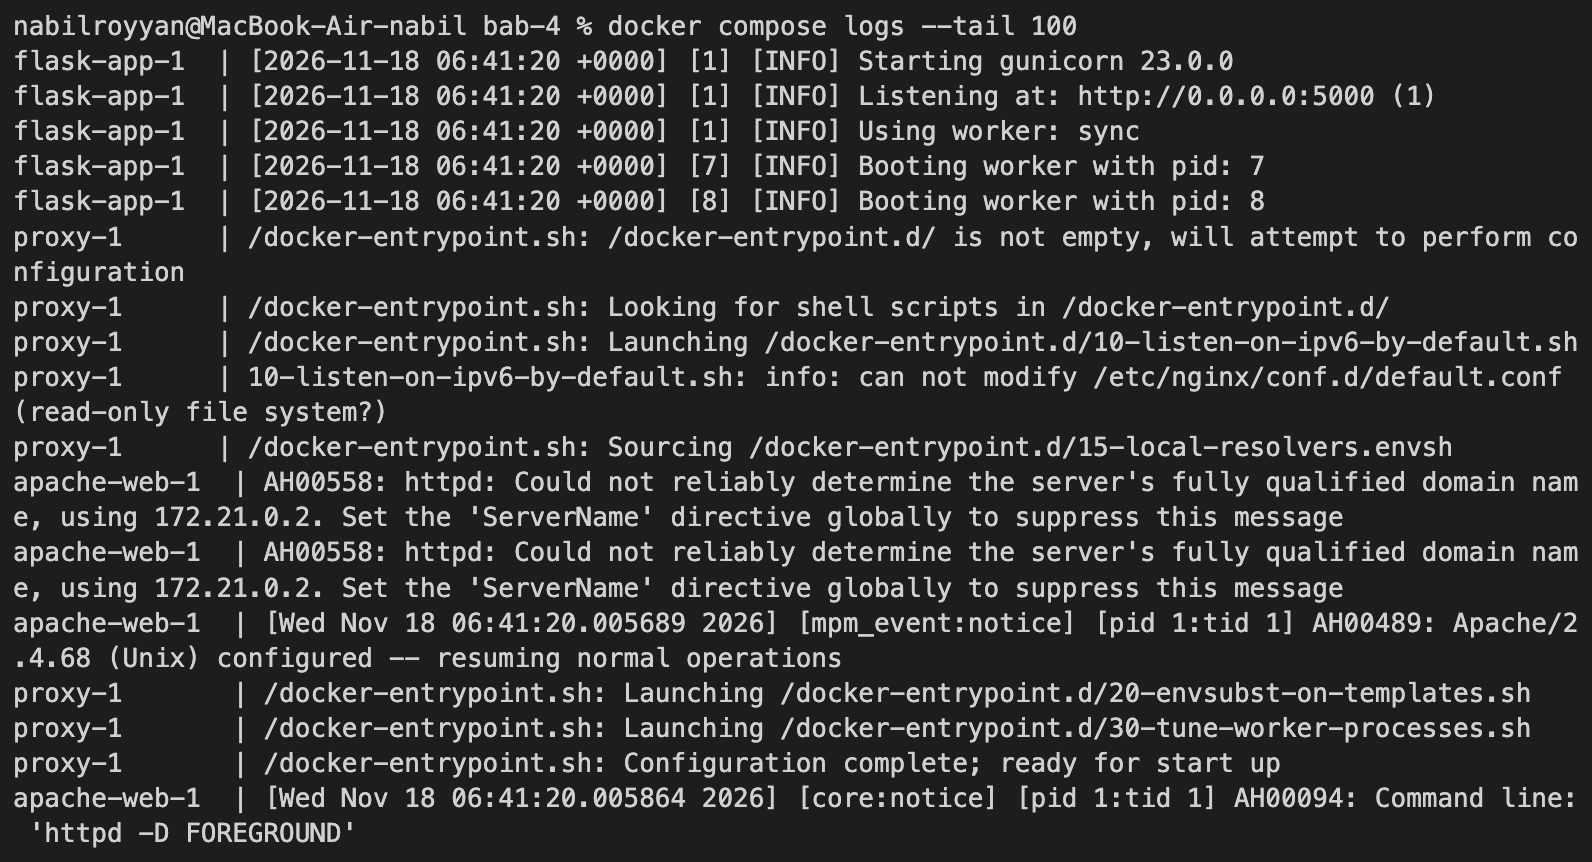 nabilroyyan@MacBook-Air-nabil bab-4 % docker compose logs --tail 100
flask-app-1  | [2026-11-18 06:41:20 +0000] [1] [INFO] Starting gunicorn 23.0.0
flask-app-1  | [2026-11-18 06:41:20 +0000] [1] [INFO] Listening at: http://0.0.0.0:5000 (1)
flask-app-1  | [2026-11-18 06:41:20 +0000] [1] [INFO] Using worker: sync
flask-app-1  | [2026-11-18 06:41:20 +0000] [7] [INFO] Booting worker with pid: 7
flask-app-1  | [2026-11-18 06:41:20 +0000] [8] [INFO] Booting worker with pid: 8
proxy-1      | /docker-entrypoint.sh: /docker-entrypoint.d/ is not empty, will attempt to perform co
nfiguration
proxy-1      | /docker-entrypoint.sh: Looking for shell scripts in /docker-entrypoint.d/
proxy-1      | /docker-entrypoint.sh: Launching /docker-entrypoint.d/10-listen-on-ipv6-by-default.sh
proxy-1      | 10-listen-on-ipv6-by-default.sh: info: can not modify /etc/nginx/conf.d/default.conf
(read-only file system?)
proxy-1      | /docker-entrypoint.sh: Sourcing /docker-entrypoint.d/15-local-resolvers.envsh
apache-web-1  | AH00558: httpd: Could not reliably determine the server's fully qualified domain nam
e, using 172.21.0.2. Set the 'ServerName' directive globally to suppress this message
apache-web-1  | AH00558: httpd: Could not reliably determine the server's fully qualified domain nam
e, using 172.21.0.2. Set the 'ServerName' directive globally to suppress this message
apache-web-1  | [Wed Nov 18 06:41:20.005689 2026] [mpm_event:notice] [pid 1:tid 1] AH00489: Apache/2
.4.68 (Unix) configured -- resuming normal operations
proxy-1       | /docker-entrypoint.sh: Launching /docker-entrypoint.d/20-envsubst-on-templates.sh
proxy-1       | /docker-entrypoint.sh: Launching /docker-entrypoint.d/30-tune-worker-processes.sh
proxy-1       | /docker-entrypoint.sh: Configuration complete; ready for start up
apache-web-1  | [Wed Nov 18 06:41:20.005864 2026] [core:notice] [pid 1:tid 1] AH00094: Command line:
 'httpd -D FOREGROUND'